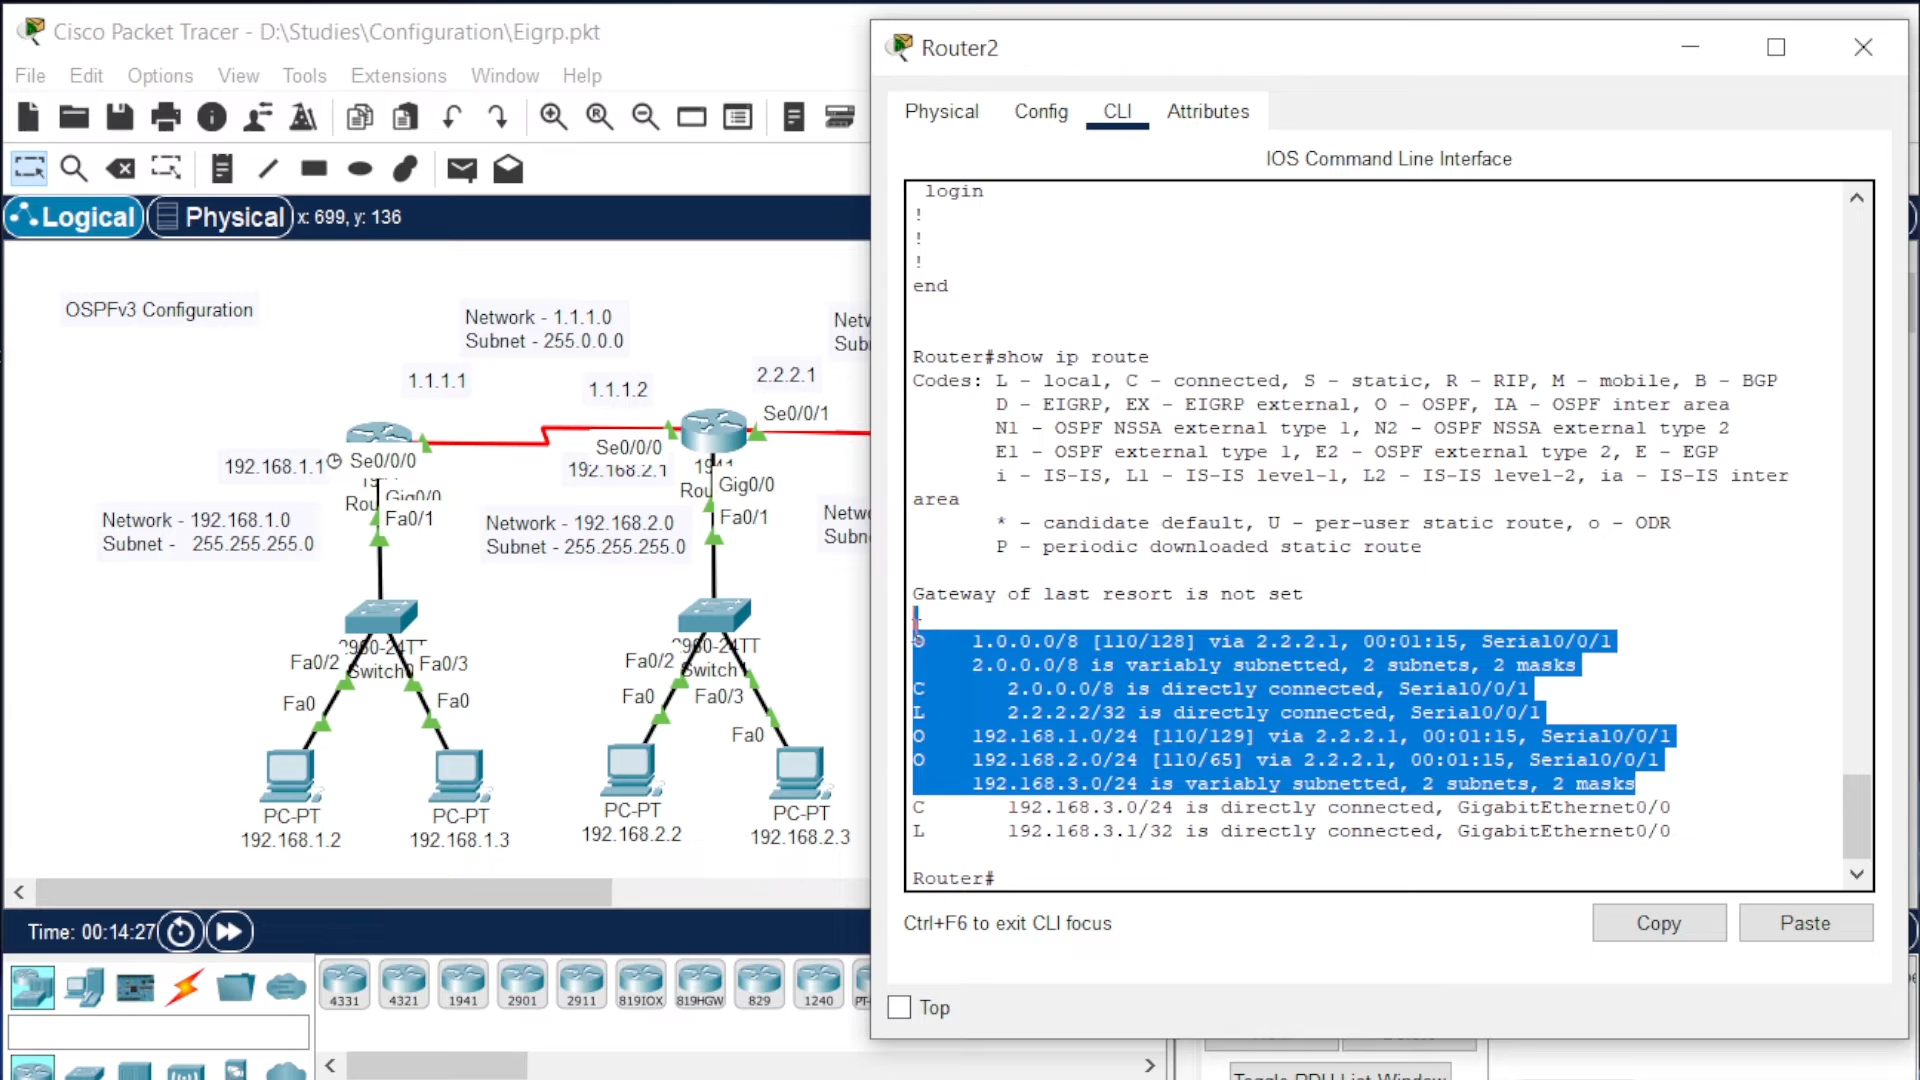 Cisco Packet Tracer - D:\Studies\Configuration\Eigrp.pkt
File Edit Options View Tools Extensions Window Help
Logical Physical x: 699, y: 136
OSPFv3 Configuration
Network - 1.1.1.0
Subnet - 255.0.0.0
1.1.1.1
1.1.1.2
2.2.2.1
Se0/0/1
Se0/0/0
192.168.1.1
Se0/0/0
192.168.2.1
Gig0/0
Gig0/0
Fa0/1
Fa0/1
Network - 192.168.1.0
Subnet - 255.255.255.0
Network - 192.168.2.0
Subnet - 255.255.255.0
Fa0/2
Fa0/3
Fa0
Fa0
Fa0/2
Fa0/3
Fa0
Fa0
PC-PT
192.168.1.2
PC-PT
192.168.1.3
PC-PT
192.168.2.2
PC-PT
192.168.2.3
Time: 00:14:27
4331 4321 1941 2901 2911 819IOX 819HGW 829 1240
Router2
Physical Config CLI Attributes
IOS Command Line Interface
login
!
!
!
end
Router#show ip route
Codes: L - local, C - connected, S - static, R - RIP, M - mobile, B - BGP
D - EIGRP, EX - EIGRP external, O - OSPF, IA - OSPF inter area
N1 - OSPF NSSA external type 1, N2 - OSPF NSSA external type 2
E1 - OSPF external type 1, E2 - OSPF external type 2, E - EGP
i - IS-IS, L1 - IS-IS level-1, L2 - IS-IS level-2, ia - IS-IS inter
area
* - candidate default, U - per-user static route, o - ODR
P - periodic downloaded static route
Gateway of last resort is not set
O 1.0.0.0/8 [110/128] via 2.2.2.1, 00:01:15, Serial0/0/1
2.0.0.0/8 is variably subnetted, 2 subnets, 2 masks
C 2.0.0.0/8 is directly connected, Serial0/0/1
L 2.2.2.2/32 is directly connected, Serial0/0/1
O 192.168.1.0/24 [110/129] via 2.2.2.1, 00:01:15, Serial0/0/1
O 192.168.2.0/24 [110/65] via 2.2.2.1, 00:01:15, Serial0/0/1
192.168.3.0/24 is variably subnetted, 2 subnets, 2 masks
C 192.168.3.0/24 is directly connected, GigabitEthernet0/0
L 192.168.3.1/32 is directly connected, GigabitEthernet0/0
Router#
Ctrl+F6 to exit CLI focus
Copy Paste
Top